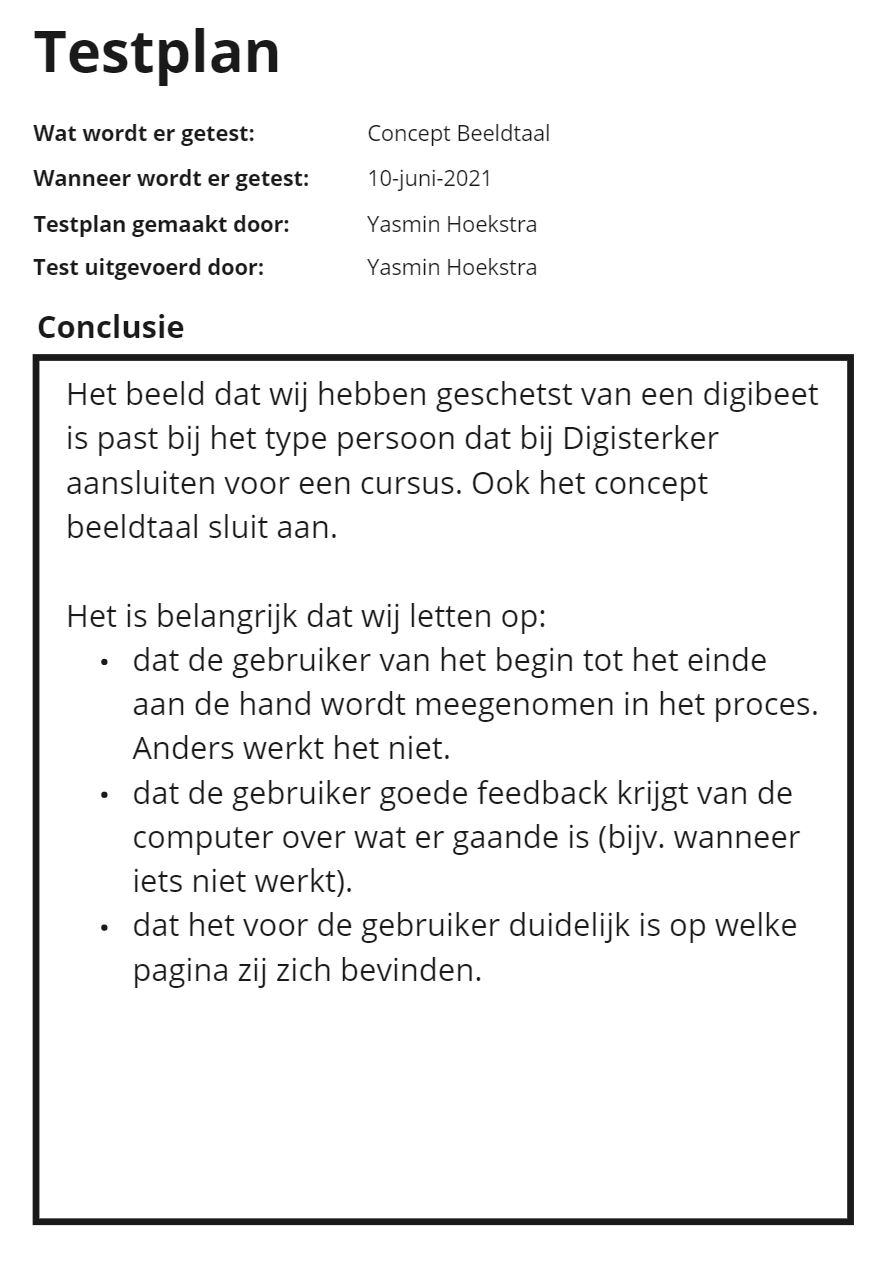 Testplan
Wat wordt er getest: Concept Beeldtaal
Wanneer wordt er getest: 10-juni-2021
Testplan gemaakt door: Yasmin Hoekstra
Test uitgevoerd door: Yasmin Hoekstra
Conclusie
Het beeld dat wij hebben geschetst van een digibeet
is past bij het type persoon dat bij Digisterker
aansluiten voor een cursus. Ook het concept
beeldtaal sluit aan.
Het is belangrijk dat wij letten op:
• dat de gebruiker van het begin tot het einde
aan de hand wordt meegenomen in het proces.
Anders werkt het niet.
• dat de gebruiker goede feedback krijgt van de
computer over wat er gaande is (bijv. wanneer
iets niet werkt).
• dat het voor de gebruiker duidelijk is op welke
pagina zij zich bevinden.